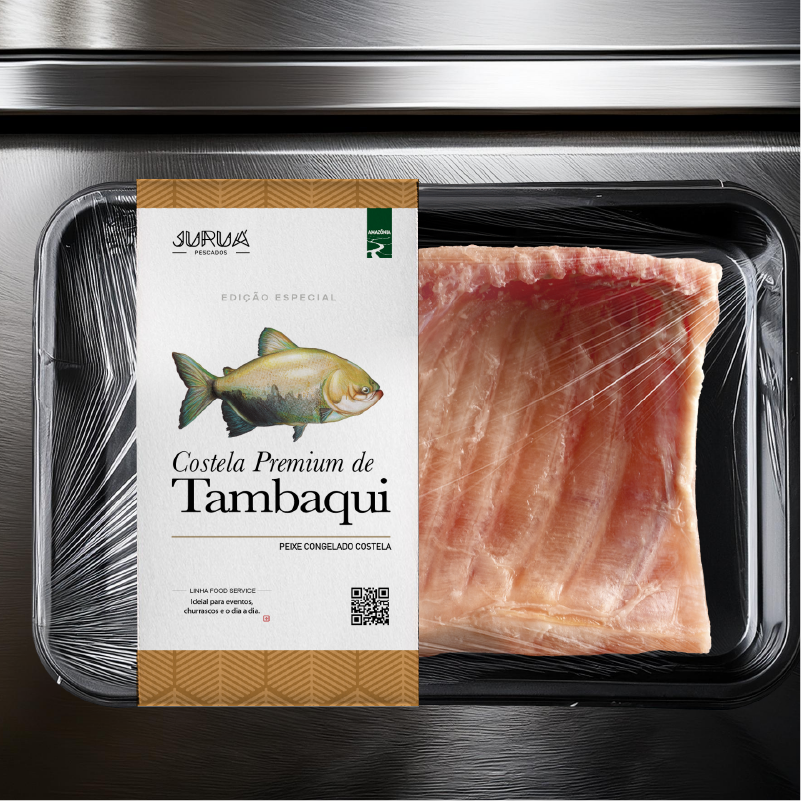 JURUÁ
PESCADOS
AMAZÔNIA
EDIÇÃO ESPECIAL
Costela Premium de
Tambaqui
PEIXE CONGELADO COSTELA
LINHA FOOD SERVICE
Ideial para eventos,
churrascos e o dia a dia.